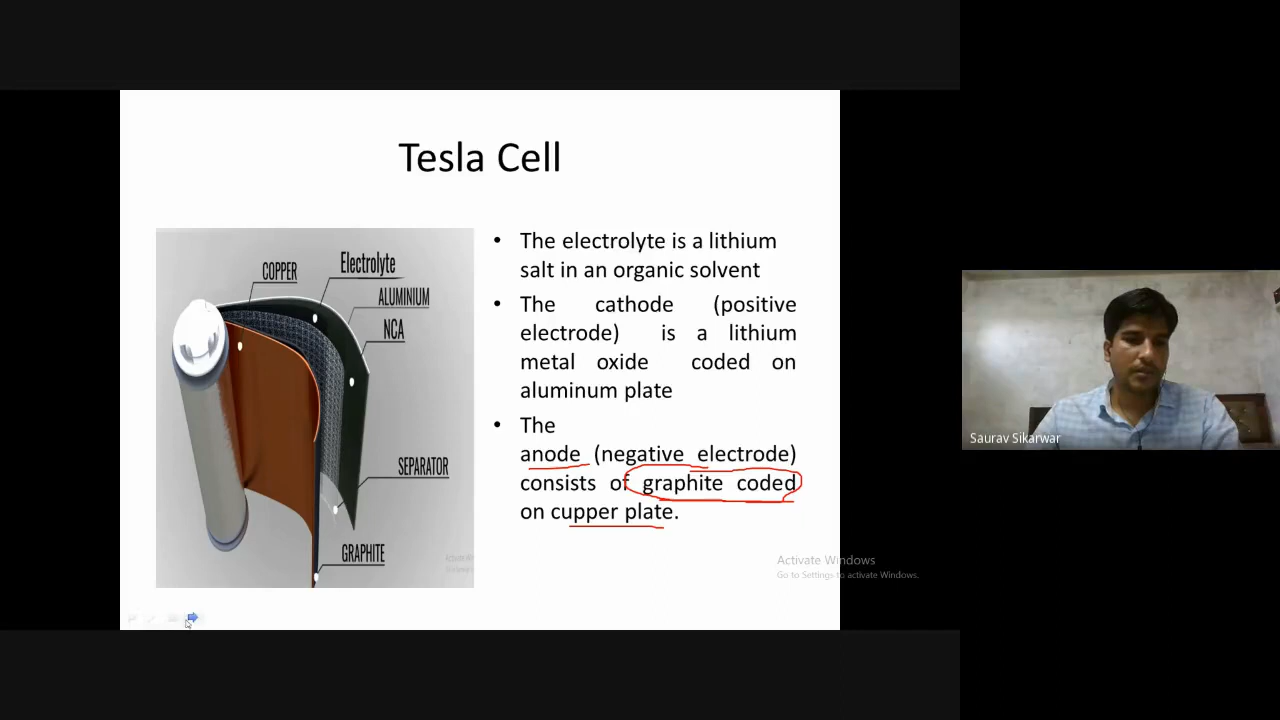 Tesla Cell
COPPER
Electrolyte
ALUMINIUM
NCA
SEPARATOR
GRAPHITE
• The electrolyte is a lithium
salt in an organic solvent
• The cathode (positive
electrode) is a lithium
metal oxide coded on
aluminum plate
• The
anode (negative electrode)
consists of graphite coded
on cupper plate.
Activate Windows
Go to Settings to activate Windows.
Saurav Sikarwar